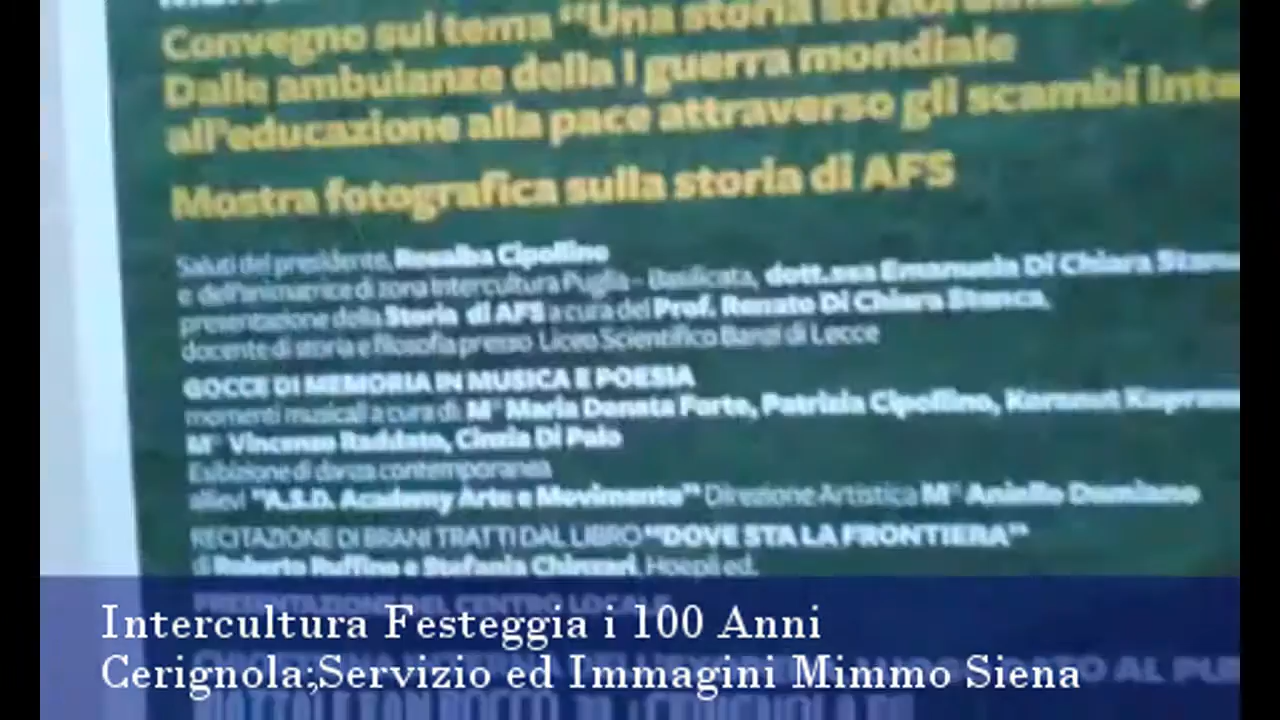 Convegno sul tema "Una storia
Dalle ambulanze della I guerra mondiale
all'educazione alla pace attraverso gli scambi
Mostra fotografica sulla storia di AFS
Saluti del presidente, Rosalba Cipollino
e dell'animatrice di zona Intercultura Puglia - Basilicata, dott.ssa Emanuela Di Chiara
presentazione della Storia di AFS a cura del Prof. Renato Di Chiara Stanca,
docente di storia e filosofia presso Liceo Scientifico Banzi di Lecce
GOCCE DI MEMORIA IN MUSICA E POESIA
momenti musicali a cura di: M° Maria Donata Forte, Patrizia Cipollino,
M° Vincenzo Raddato, Cinzia Di Palo
Esibizione di danza contemporanea
allievi "A.S.D. Academy Arte e Movimento" Direzione Artistica M° Aniello Damiano
RECITAZIONE DI BRANI TRATTI DAL LIBRO "DOVE STA LA FRONTIERA"
di Roberto Ruffino e Stefania Chinzari, Hoepli ed.
PRESENTAZIONE DEL CENTRO LOCALE
Intercultura Festeggia i 100 Anni
Cerignola;Servizio ed Immagini Mimmo Siena